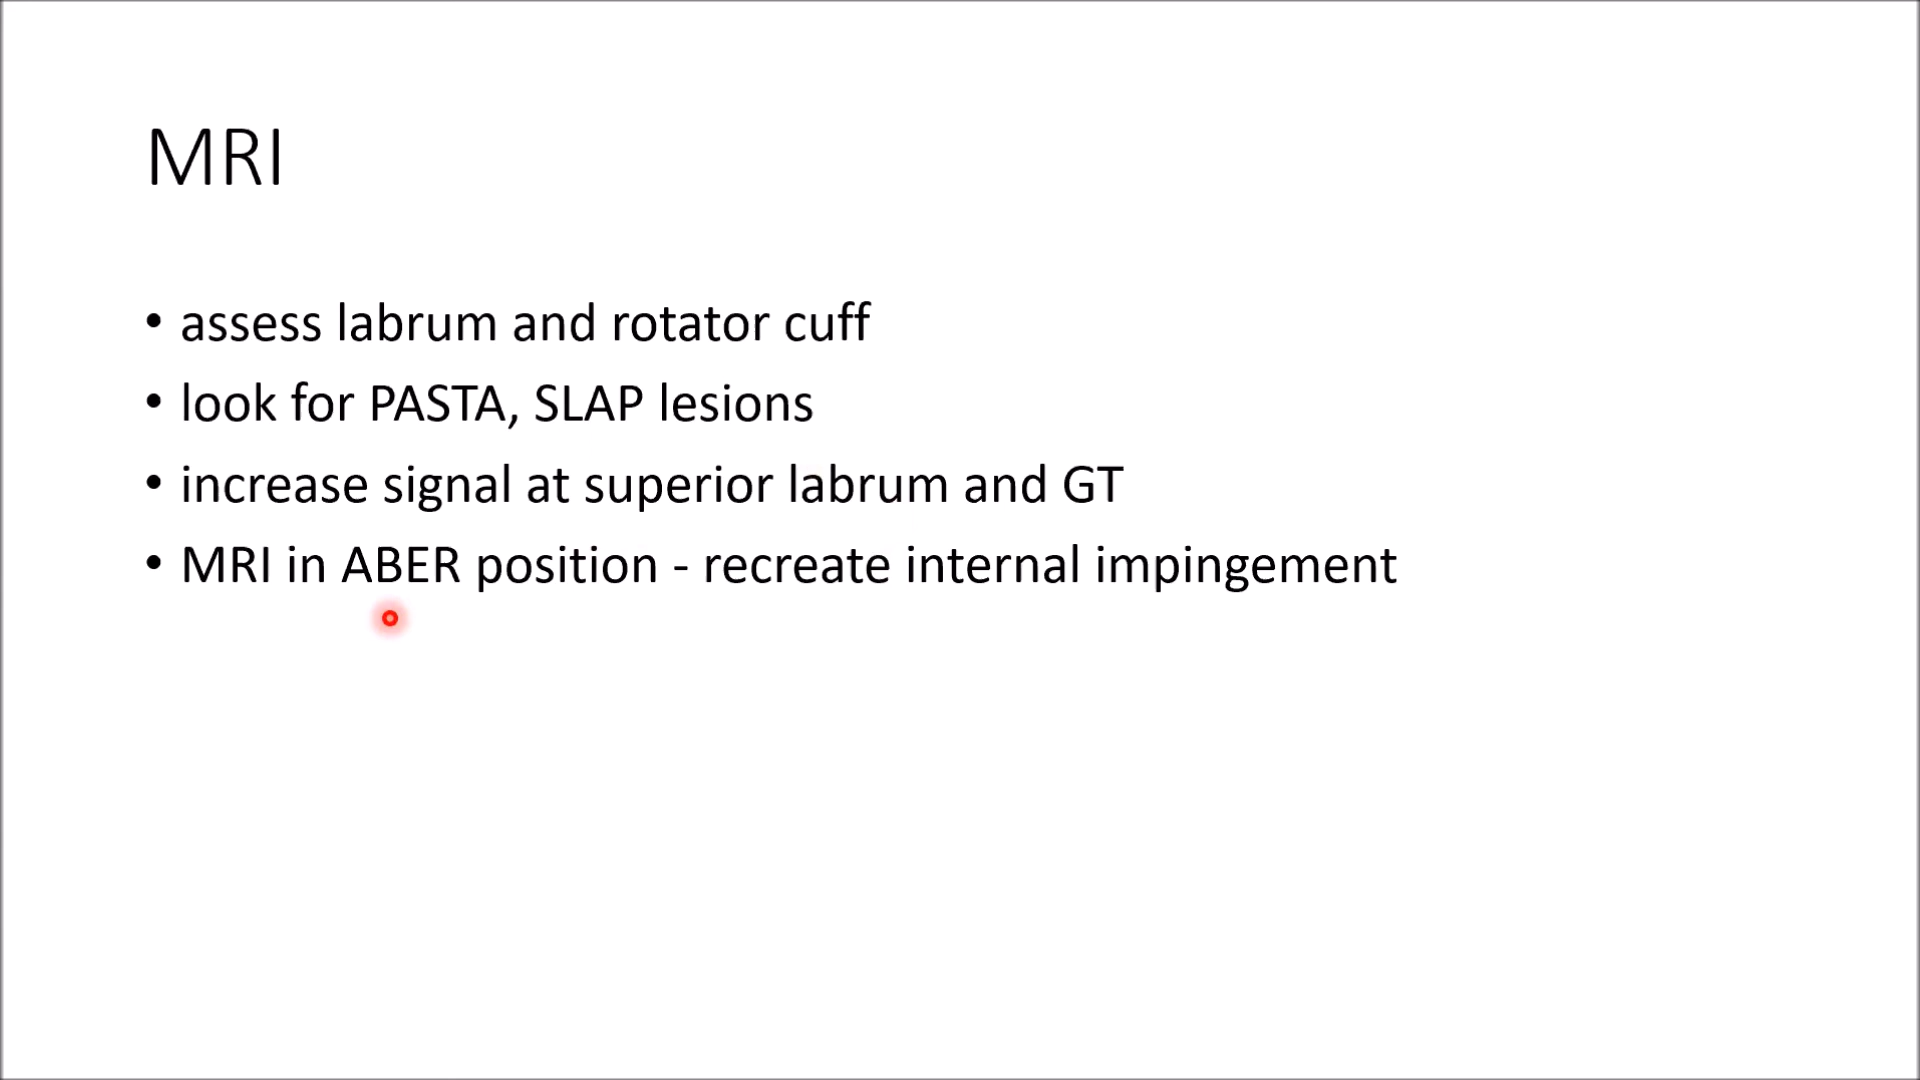 MRI
• assess labrum and rotator cuff
• look for PASTA, SLAP lesions
• increase signal at superior labrum and GT
• MRI in ABER position - recreate internal impingement